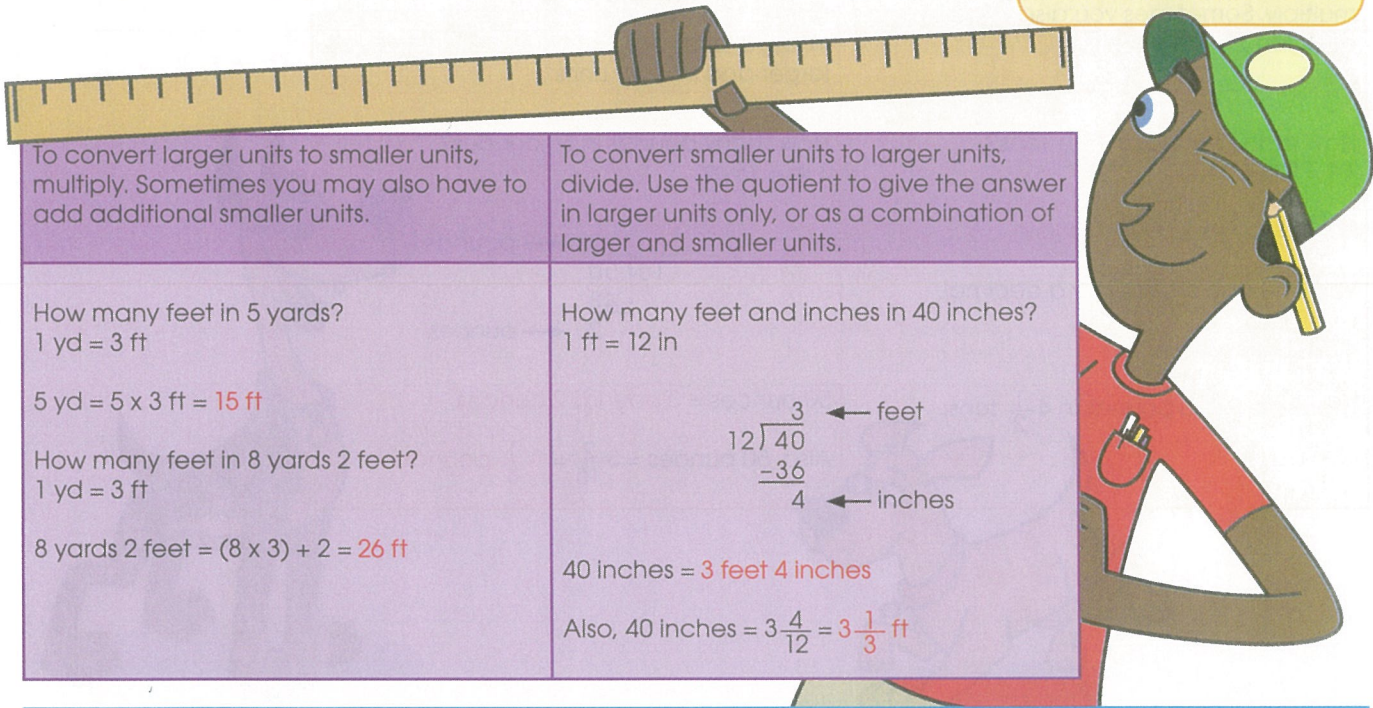 To convert larger units to smaller units,
multiply. Sometimes you may also have to
add additional smaller units.
To convert smaller units to larger units,
divide. Use the quotient to give the answer
in larger units only, or as a combination of
larger and smaller units.
How many feet in 5 yards?
1 yd = 3 ft
5 yd = 5 x 3 ft = 15 ft
How many feet in 8 yards 2 feet?
1 yd = 3 ft
8 yards 2 feet = (8 x 3) + 2 = 26 ft
How many feet and inches in 40 inches?
1 ft = 12 in
3 ← feet
12) 40
−36
4 ← inches
40 inches = 3 feet 4 inches
Also, 40 inches = 3 4/12 = 3 1/3 ft